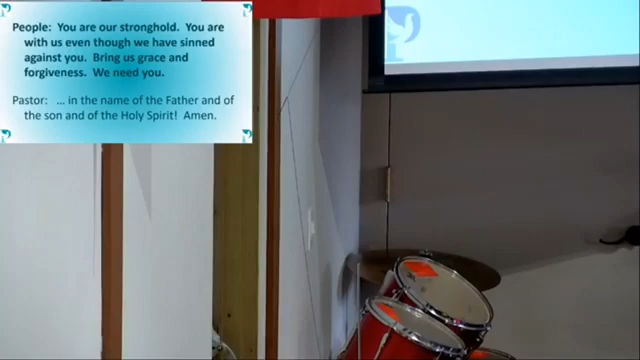 People: You are our stronghold. You are
with us even though we have sinned
against you. Bring us grace and
forgiveness. We need you.
Pastor: … in the name of the Father and of
the son and of the Holy Spirit! Amen.